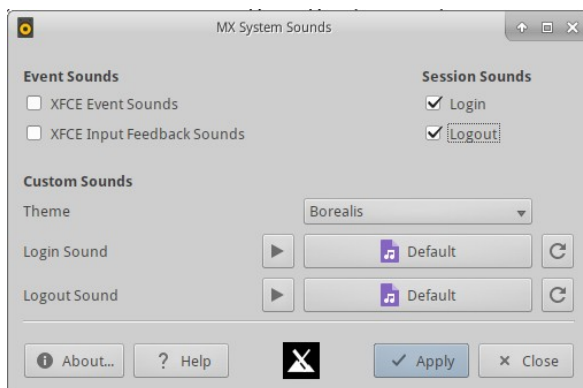 MX System Sounds
Event Sounds
Session Sounds
XFCE Event Sounds
Login
XFCE Input Feedback Sounds
Logout
Custom Sounds
Theme
Borealis
Login Sound
Default
Logout Sound
Default
About...
? Help
Apply
Close